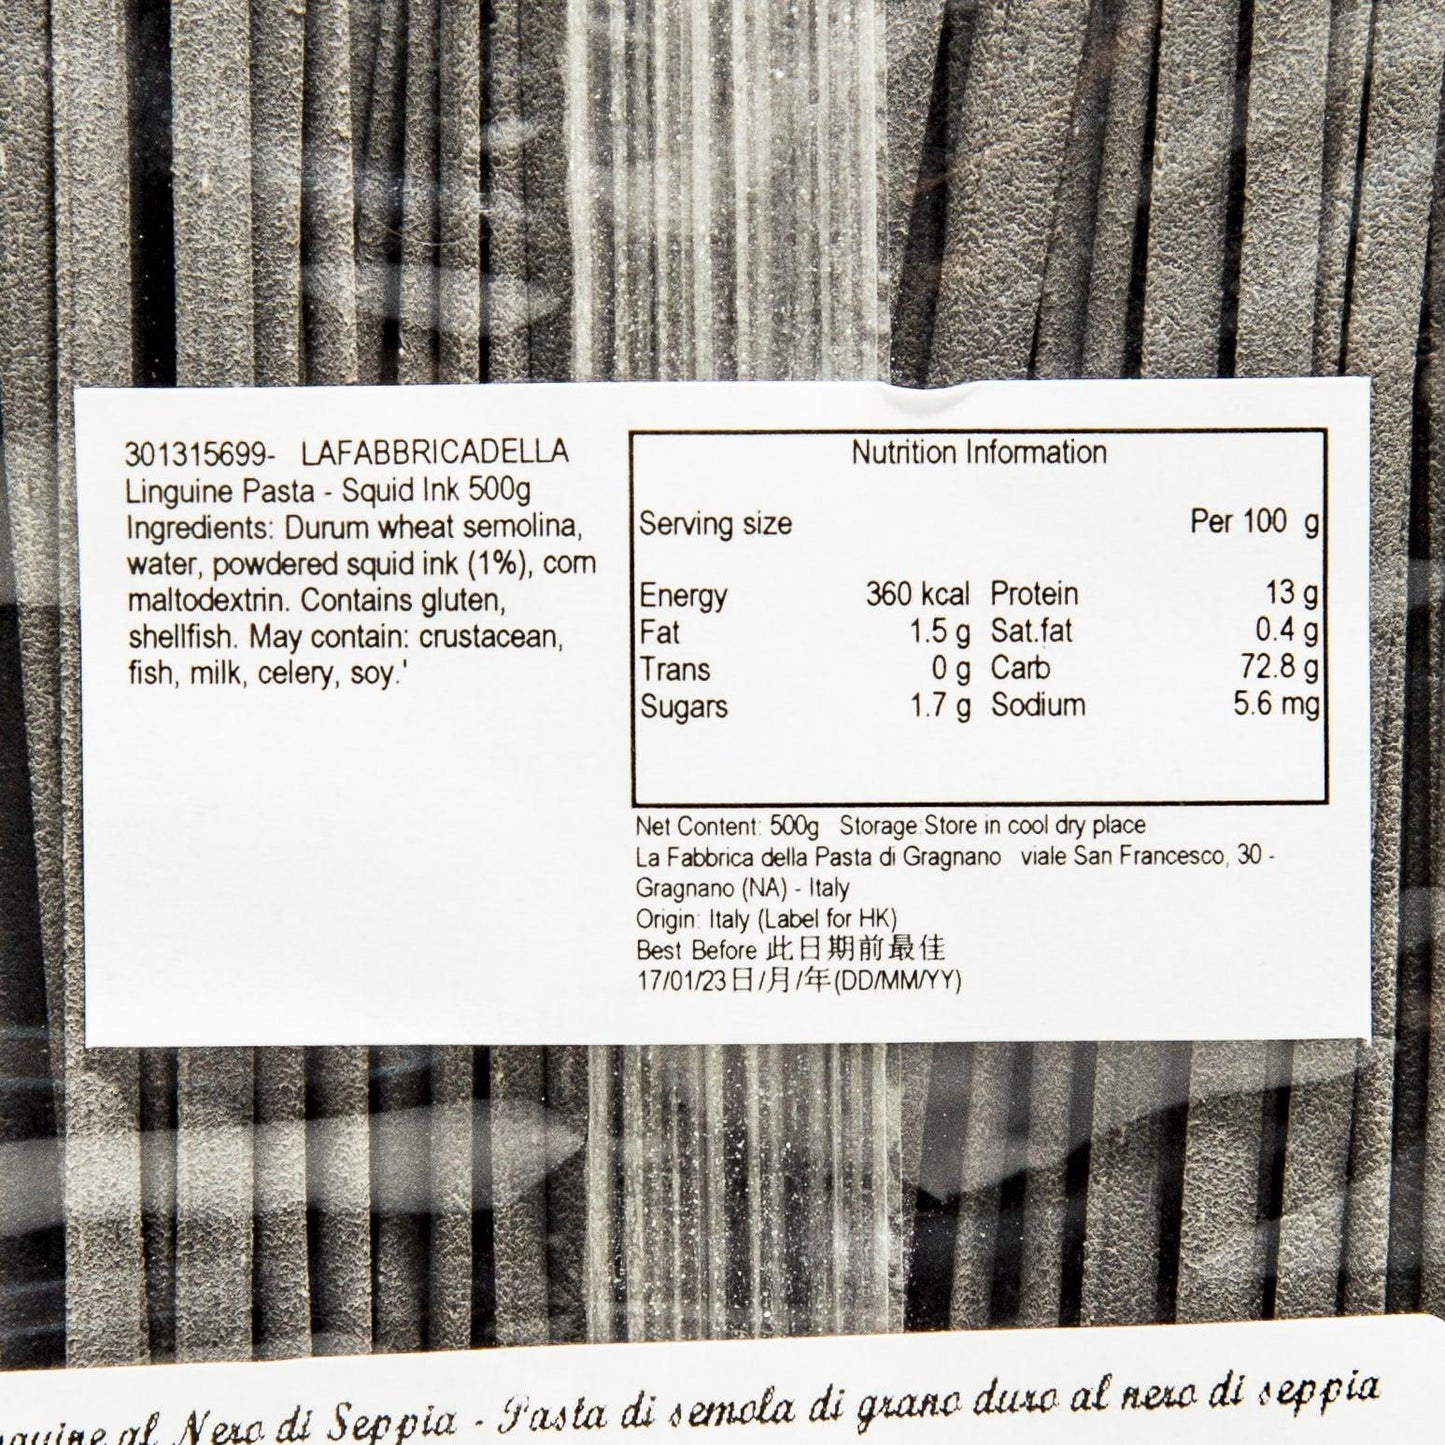 301315699- LAFABBRICADELLA
Linguine Pasta - Squid Ink 500g
Ingredients: Durum wheat semolina,
water, powdered squid ink (1%), corn
maltodextrin. Contains gluten,
shellfish. May contain: crustacean,
fish, milk, celery, soy.'
Nutrition Information
Serving size Per 100 g
Energy 360 kcal Protein 13 g
Fat 1.5 g Sat.fat 0.4 g
Trans 0 g Carb 72.8 g
Sugars 1.7 g Sodium 5.6 mg
Net Content: 500g Storage:Store in cool dry place
La Fabbrica della Pasta di Gragnano viale San Francesco, 30 -
Gragnano (NA) - Italy
Origin: Italy (Label for HK)
Best Before 此日期前最佳
17/01/23日/月/年(DD/MM/YY)
al Nero di Seppia - Pasta di semola di grano duro al nero di seppia